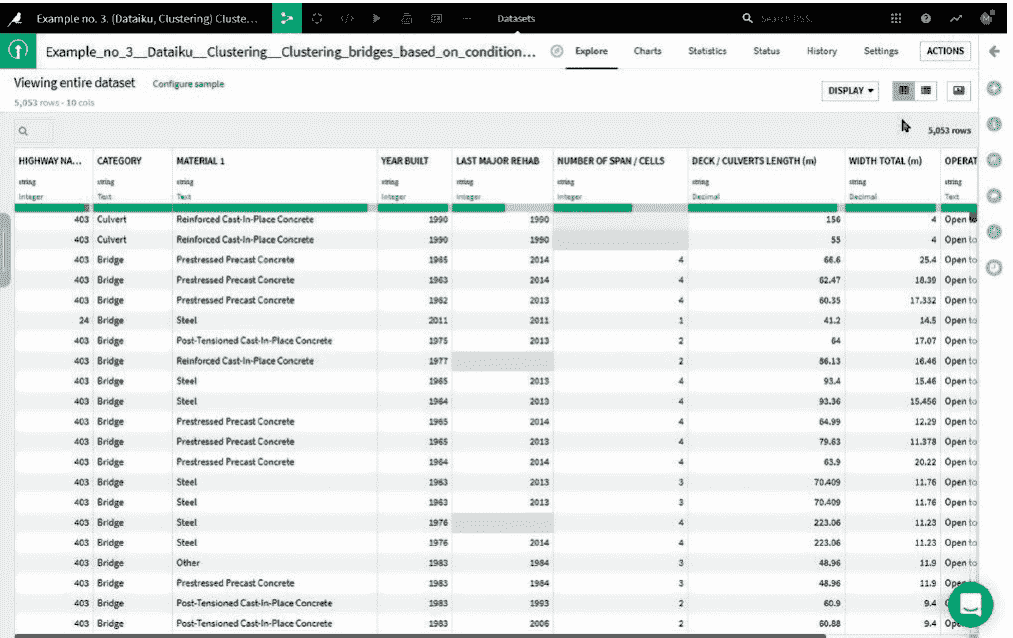 Example no. 3. (Dataiku, Clustering) Cluste... Datasets Search DSS...
Example_no_3__Dataiku__Clustering__Clustering_bridges_based_on_condition... Explore Charts Statistics Status History Settings ACTIONS
Viewing entire dataset Configure sample
DISPLAY
5,053 rows - 10 cols
5,053 rows
HIGHWAY NA... CATEGORY MATERIAL 1 YEAR BUILT LAST MAJOR REHAB NUMBER OF SPAN / CELLS DECK / CULVERTS LENGTH (m) WIDTH TOTAL (m) OPERAT
string string string string string string string string string
Integer Text Text Integer Integer Integer Decimal Decimal Text
403 Culvert Reinforced Cast-In-Place Concrete 1990 1990 156 4 Open to
403 Culvert Reinforced Cast-In-Place Concrete 1990 1990 55 4 Open to
403 Bridge Prestressed Precast Concrete 1965 2014 4 66.6 25.4 Open to
403 Bridge Prestressed Precast Concrete 1963 2014 4 62.47 18.39 Open to
403 Bridge Prestressed Precast Concrete 1962 2013 4 60.35 17.332 Open to
24 Bridge Steel 2011 2011 1 41.2 14.5 Open to
403 Bridge Post-Tensioned Cast-In-Place Concrete 1975 2013 2 64 17.07 Open to
403 Bridge Reinforced Cast-In-Place Concrete 1977 2 86.13 16.46 Open to
403 Bridge Steel 1965 2013 4 93.4 15.46 Open to
403 Bridge Steel 1964 2013 4 93.36 15.456 Open to
403 Bridge Prestressed Precast Concrete 1965 2014 4 64.99 12.29 Open to
403 Bridge Prestressed Precast Concrete 1965 2013 4 79.63 11.378 Open to
403 Bridge Prestressed Precast Concrete 1964 2014 4 63.9 20.22 Open to
403 Bridge Steel 1963 2013 3 70.409 11.76 Open to
403 Bridge Steel 1963 2013 3 70.409 11.76 Open to
403 Bridge Steel 1976 4 223.06 11.23 Open to
403 Bridge Steel 1976 2014 4 223.06 11.23 Open to
403 Bridge Other 1983 1984 3 48.96 11.9 Open to
403 Bridge Prestressed Precast Concrete 1983 1984 3 48.96 11.9 Open
403 Bridge Post-Tensioned Cast-In-Place Concrete 1983 1993 2 60.9 9.4
403 Bridge Post-Tensioned Cast-In-Place Concrete 1983 2006 2 60.88 9.4